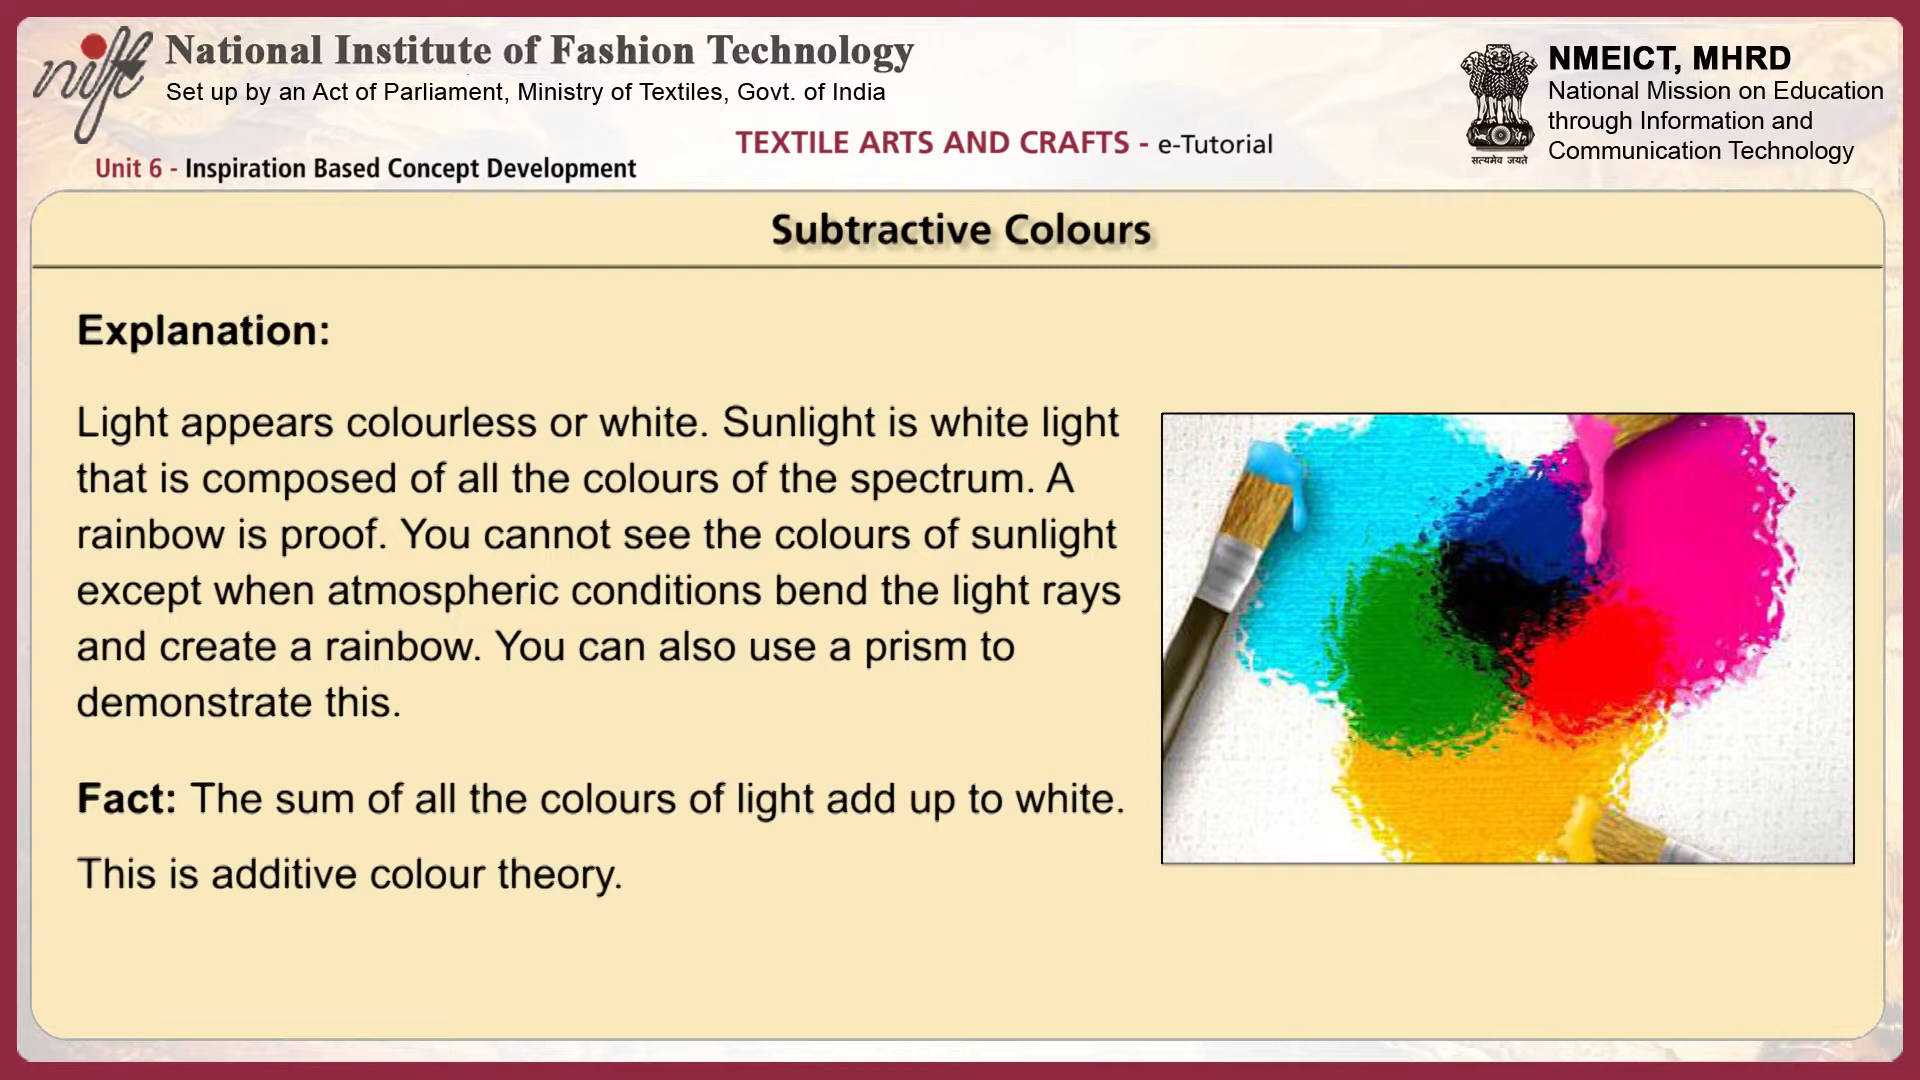 nift
National Institute of Fashion Technology
Set up by an Act of Parliament, Ministry of Textiles, Govt. of India
NMEICT, MHRD
National Mission on Education
through Information and
Communication Technology
सत्यमेव जयते
TEXTILE ARTS AND CRAFTS - e-Tutorial
Unit 6 - Inspiration Based Concept Development
Subtractive Colours
Explanation:
Light appears colourless or white. Sunlight is white light
that is composed of all the colours of the spectrum. A
rainbow is proof. You cannot see the colours of sunlight
except when atmospheric conditions bend the light rays
and create a rainbow. You can also use a prism to
demonstrate this.
Fact: The sum of all the colours of light add up to white.
This is additive colour theory.